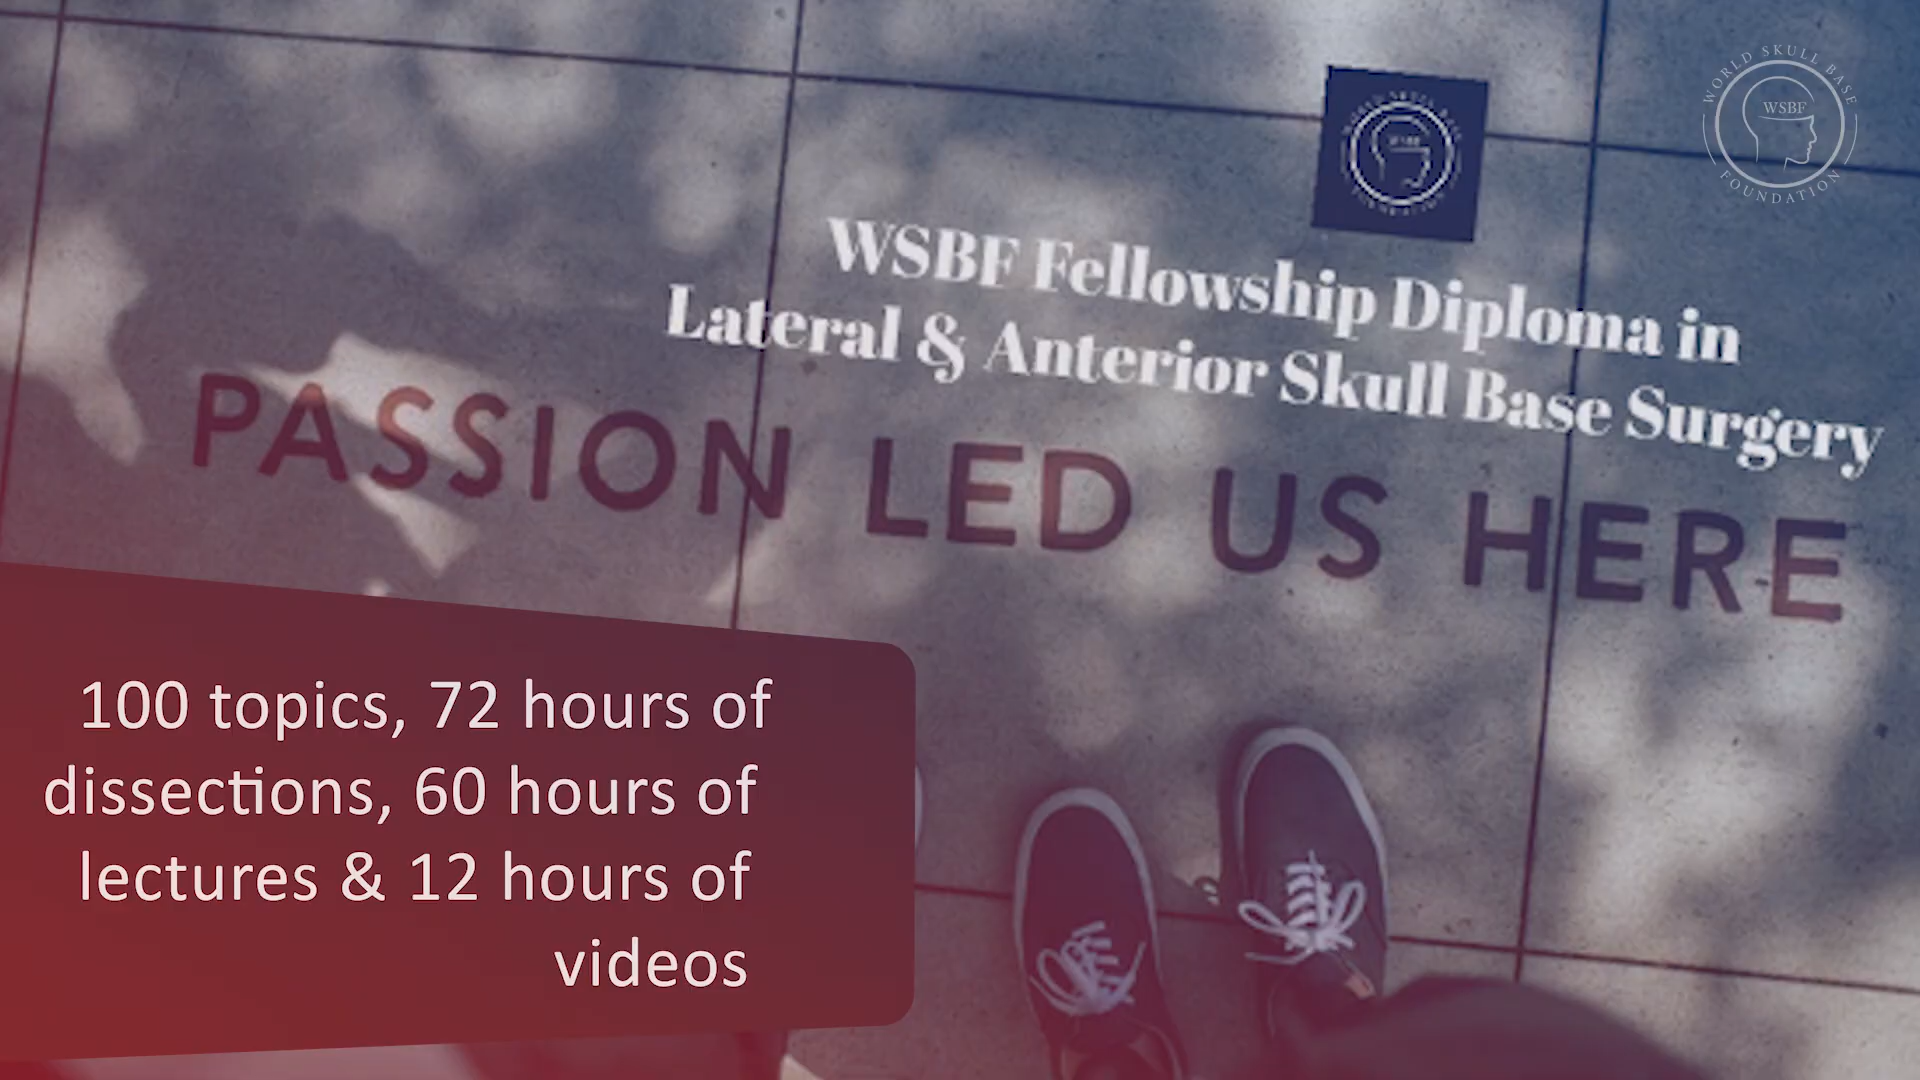 WORLD SKULL BASE
WSBF
FOUNDATION
WSBF Fellowship Diploma in
Lateral & Anterior Skull Base Surgery
PASSION LED US HERE
100 topics, 72 hours of
dissections, 60 hours of
lectures & 12 hours of
videos